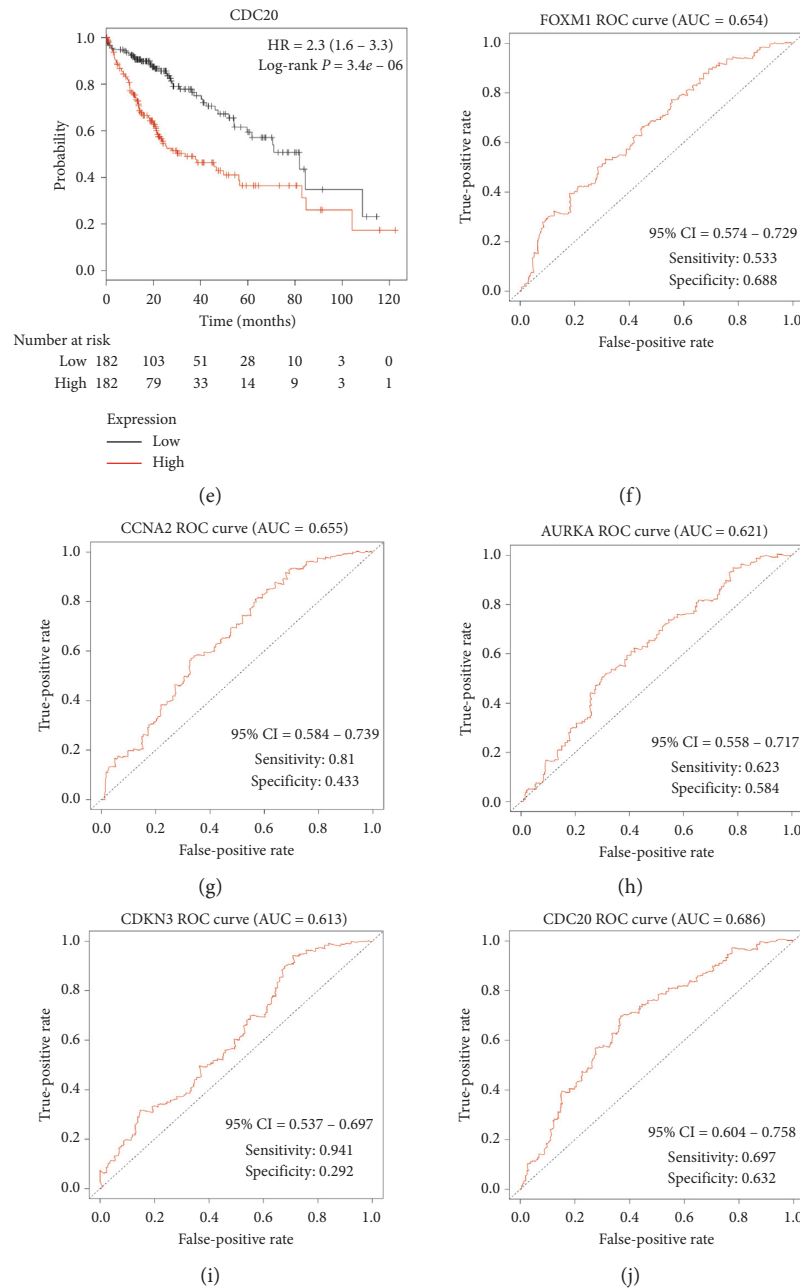 CDC20
HR = 2.3 (1.6 – 3.3)
Log-rank P = 3.4e – 06
1.0
0.8
0.6
0.4
0.2
0.0
Probability
0 20 40 60 80 100 120
Time (months)
Number at risk
Low 182 103 51 28 10 3 0
High 182 79 33 14 9 3 1
Expression
Low
High
(e)
FOXM1 ROC curve (AUC = 0.654)
1.0
0.8
0.6
0.4
0.2
0.0
True-positive rate
95% CI = 0.574 – 0.729
Sensitivity: 0.533
Specificity: 0.688
0.0 0.2 0.4 0.6 0.8 1.0
False-positive rate
(f)
CCNA2 ROC curve (AUC = 0.655)
1.0
0.8
0.6
0.4
0.2
0.0
True-positive rate
95% CI = 0.584 – 0.739
Sensitivity: 0.81
Specificity: 0.433
0.0 0.2 0.4 0.6 0.8 1.0
False-positive rate
(g)
AURKA ROC curve (AUC = 0.621)
1.0
0.8
0.6
0.4
0.2
0.0
True-positive rate
95% CI = 0.558 – 0.717
Sensitivity: 0.623
Specificity: 0.584
0.0 0.2 0.4 0.6 0.8 1.0
False-positive rate
(h)
CDKN3 ROC curve (AUC = 0.613)
1.0
0.8
0.6
0.4
0.2
0.0
True-positive rate
95% CI = 0.537 – 0.697
Sensitivity: 0.941
Specificity: 0.292
0.0 0.2 0.4 0.6 0.8 1.0
False-positive rate
(i)
CDC20 ROC curve (AUC = 0.686)
1.0
0.8
0.6
0.4
0.2
0.0
True-positive rate
95% CI = 0.604 – 0.758
Sensitivity: 0.697
Specificity: 0.632
0.0 0.2 0.4 0.6 0.8 1.0
False-positive rate
(j)